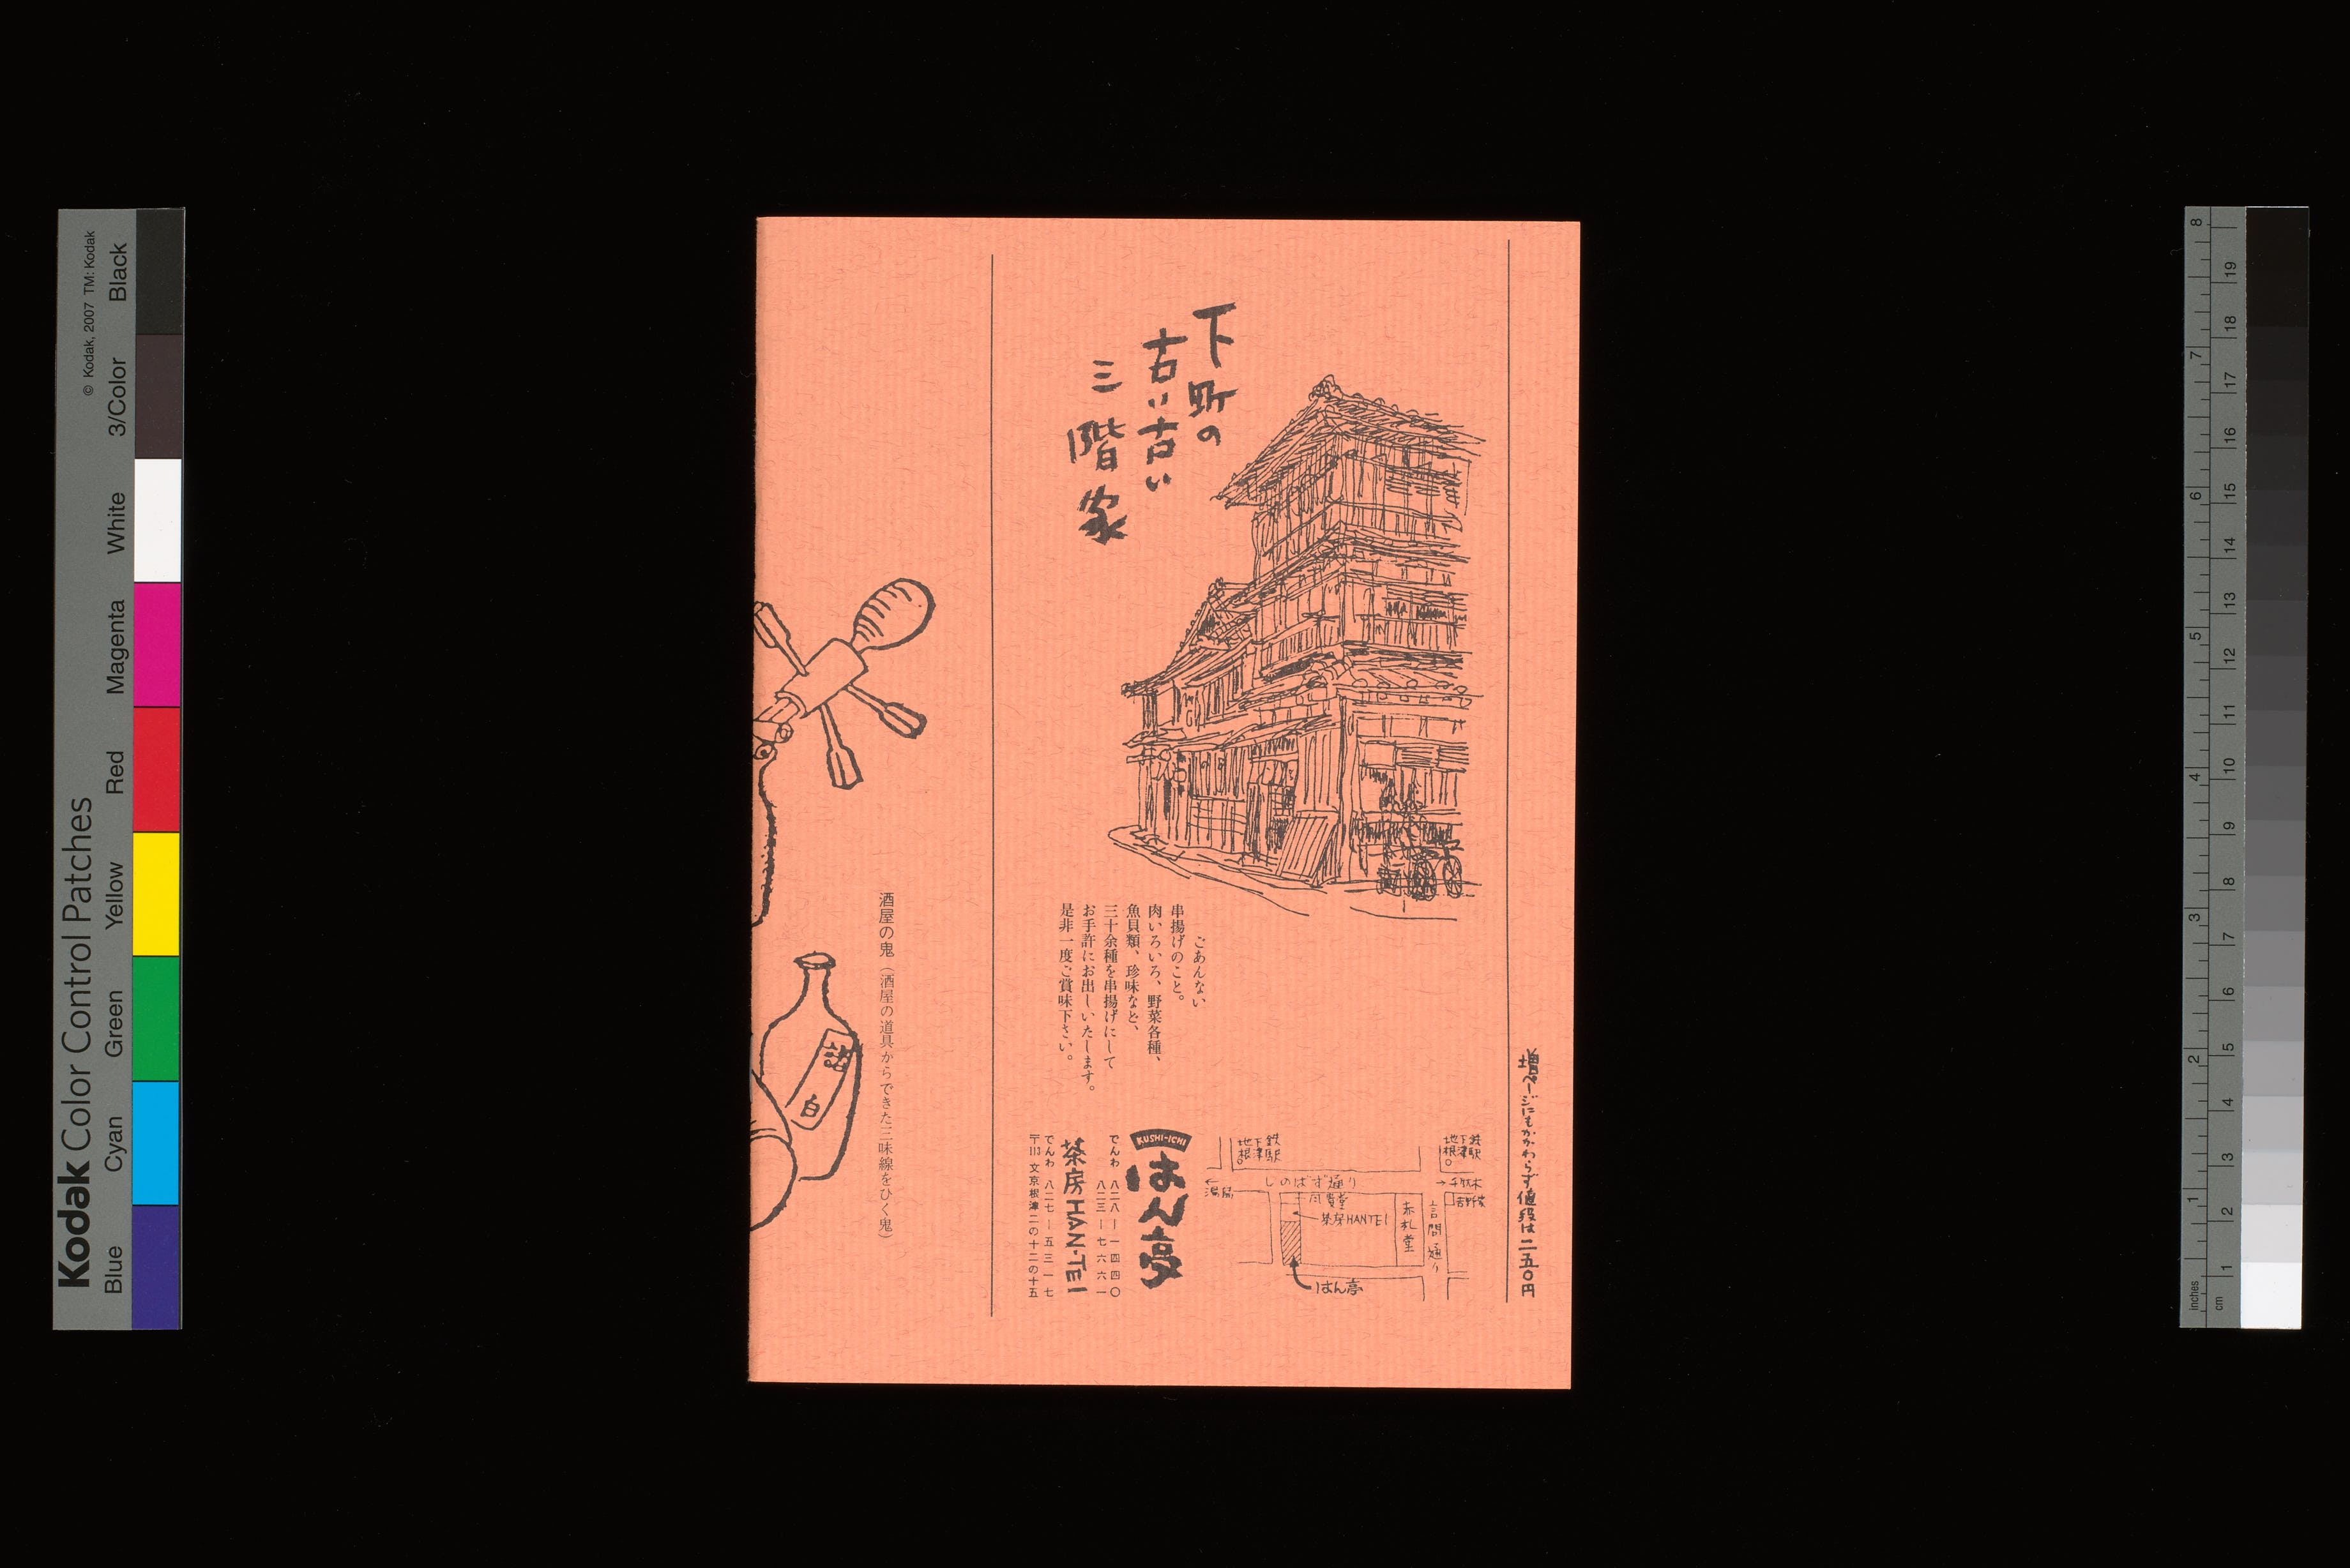 増ページにもかかわらず値段は二五〇円
下町の
古い古い
三階家
ごあんない
串揚げのこと。
肉いろいろ、野菜各種、
魚貝類、珍味など、
三十余種を串揚げにして
お手許にお出しいたします。
是非一度ご賞味下さい。
地下鉄
根津駅
地下鉄
根津駅
しのばず通り
←湯島
→千駄木
言問通り
赤札堂
茶房HANTEI
はん亭
KUSHI-ICHI
はん亭
でんわ 八二八―一四四〇
八二三―七六六一
茶房HAN-TEI
でんわ 八二七―五三一七
〒113 文京根津二の十二の十五
酒屋の鬼(酒屋の道具からできた三味線をひく鬼)
白
Kodak Color Control Patches
© Kodak, 2007 TM: Kodak
Blue Cyan Green Yellow Red Magenta White 3/Color Black
inches 1 2 3 4 5 6 7 8
cm 1 2 3 4 5 6 7 8 9 10 11 12 13 14 15 16 17 18 19